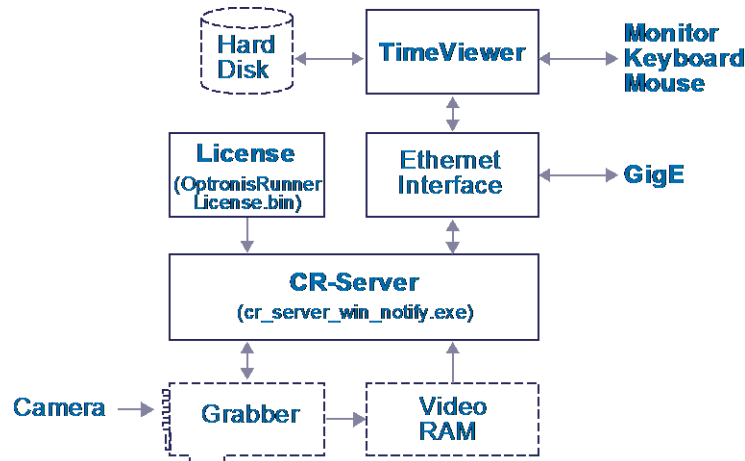 Hard
Disk
TimeViewer
Monitor
Keyboard
Mouse
License
(OptronisRunner
License.bin)
Ethernet
Interface
GigE
CR-Server
(cr_server_win_notify.exe)
Camera
Grabber
Video
RAM